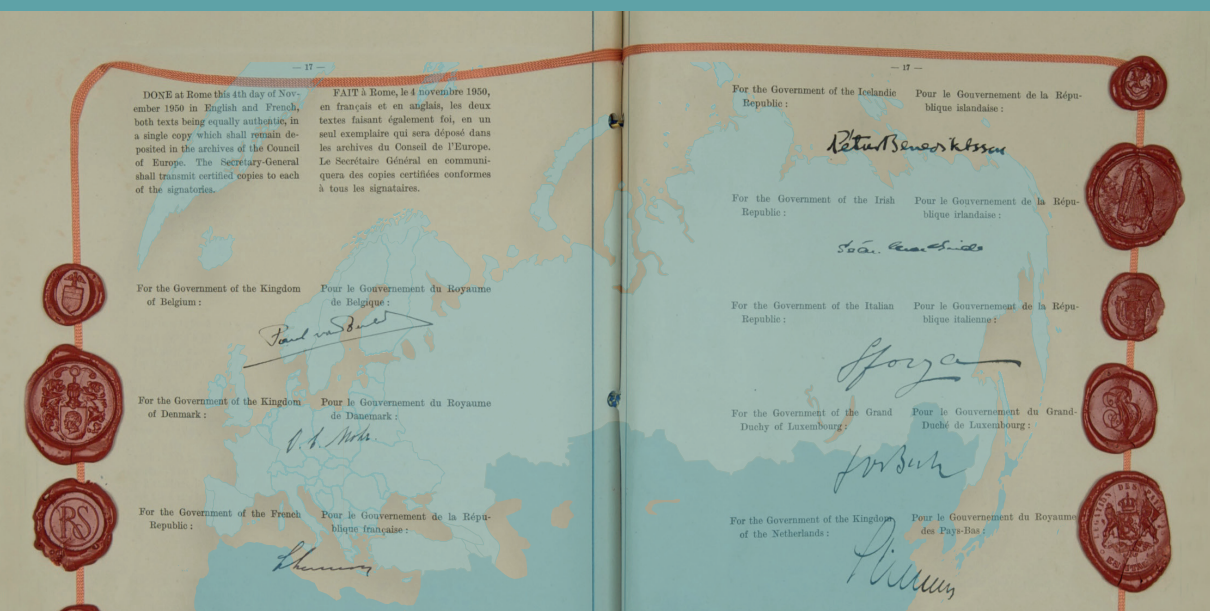 — 17 —
DONE at Rome this 4th day of Nov-
ember 1950 in English and French,
both texts being equally authentic, in
a single copy which shall remain de-
posited in the archives of the Council
of Europe. The Secretary-General
shall transmit certified copies to each
of the signatories.
FAIT à Rome, le 4 novembre 1950,
en français et en anglais, les deux
textes faisant également foi, en un
seul exemplaire qui sera déposé dans
les archives du Conseil de l'Europe.
Le Secrétaire Général en communi-
quera des copies certifiées conformes
à tous les signataires.
For the Government of the Kingdom
of Belgium :
Pour le Gouvernement du Royaume
de Belgique :
For the Government of the Kingdom
of Denmark :
Pour le Gouvernement du Royaume
de Danemark :
O. C. Mohr.
For the Government of the French
Republic :
Pour le Gouvernement de la Répu-
blique française :
— 17 —
For the Government of the Icelandic
Republic :
Pour le Gouvernement de la Répu-
blique islandaise :
Pétur Benediktsson
For the Government of the Irish
Republic :
Pour le Gouvernement de la Répu-
blique irlandaise :
For the Government of the Italian
Republic :
Pour le Gouvernement de la Répu-
blique italienne :
Sforza
For the Government of the Grand
Duchy of Luxembourg :
Pour le Gouvernement du Grand-
Duché de Luxembourg :
Jos Bech
For the Government of the Kingdom
of the Netherlands :
Pour le Gouvernement du Royaume
des Pays-Bas :
RS